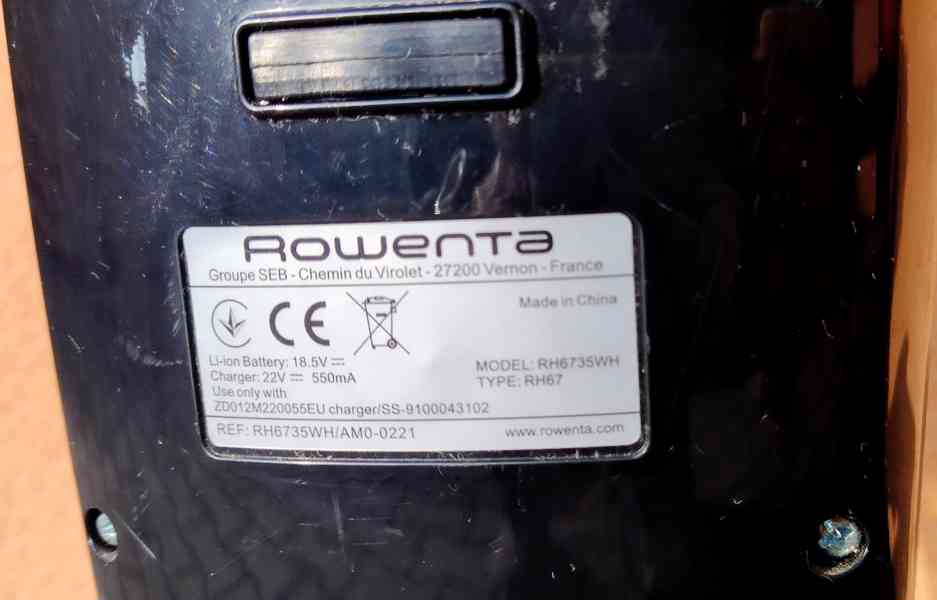 Rowenta
Groupe SEB - Chemin du Virolet - 27200 Vernon - France
Made in China
CE
Li-ion Battery: 18.5V ⎓
Charger: 22V ⎓ 550mA
Use only with
ZD012M220055EU charger/SS-9100043102
MODEL: RH6735WH
TYPE: RH67
REF: RH6735WH/AM0-0221
www.rowenta.com